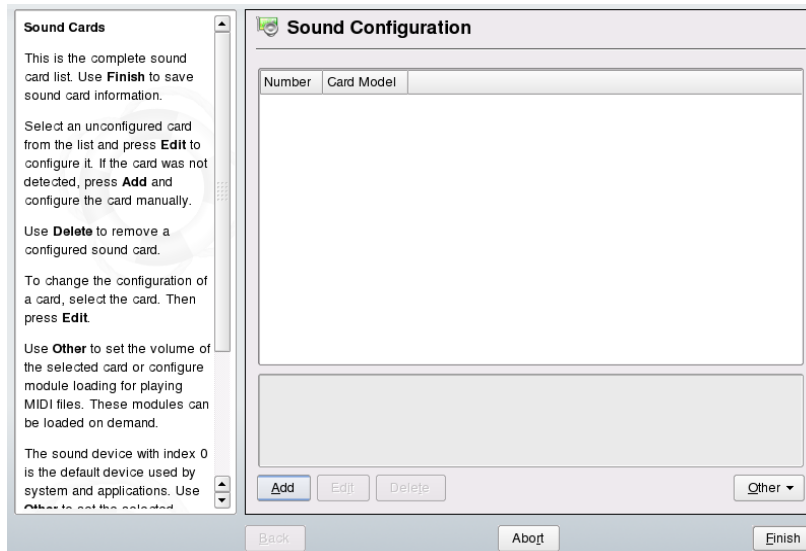 Sound Cards
This is the complete sound
card list. Use Finish to save
sound card information.
Select an unconfigured card
from the list and press Edit to
configure it. If the card was not
detected, press Add and
configure the card manually.
Use Delete to remove a
configured sound card.
To change the configuration of
a card, select the card. Then
press Edit.
Use Other to set the volume of
the selected card or configure
module loading for playing
MIDI files. These modules can
be loaded on demand.
The sound device with index 0
is the default device used by
system and applications. Use
Other to set the selected
Sound Configuration
Number Card Model
Add Edit Delete Other
Back Abort Finish